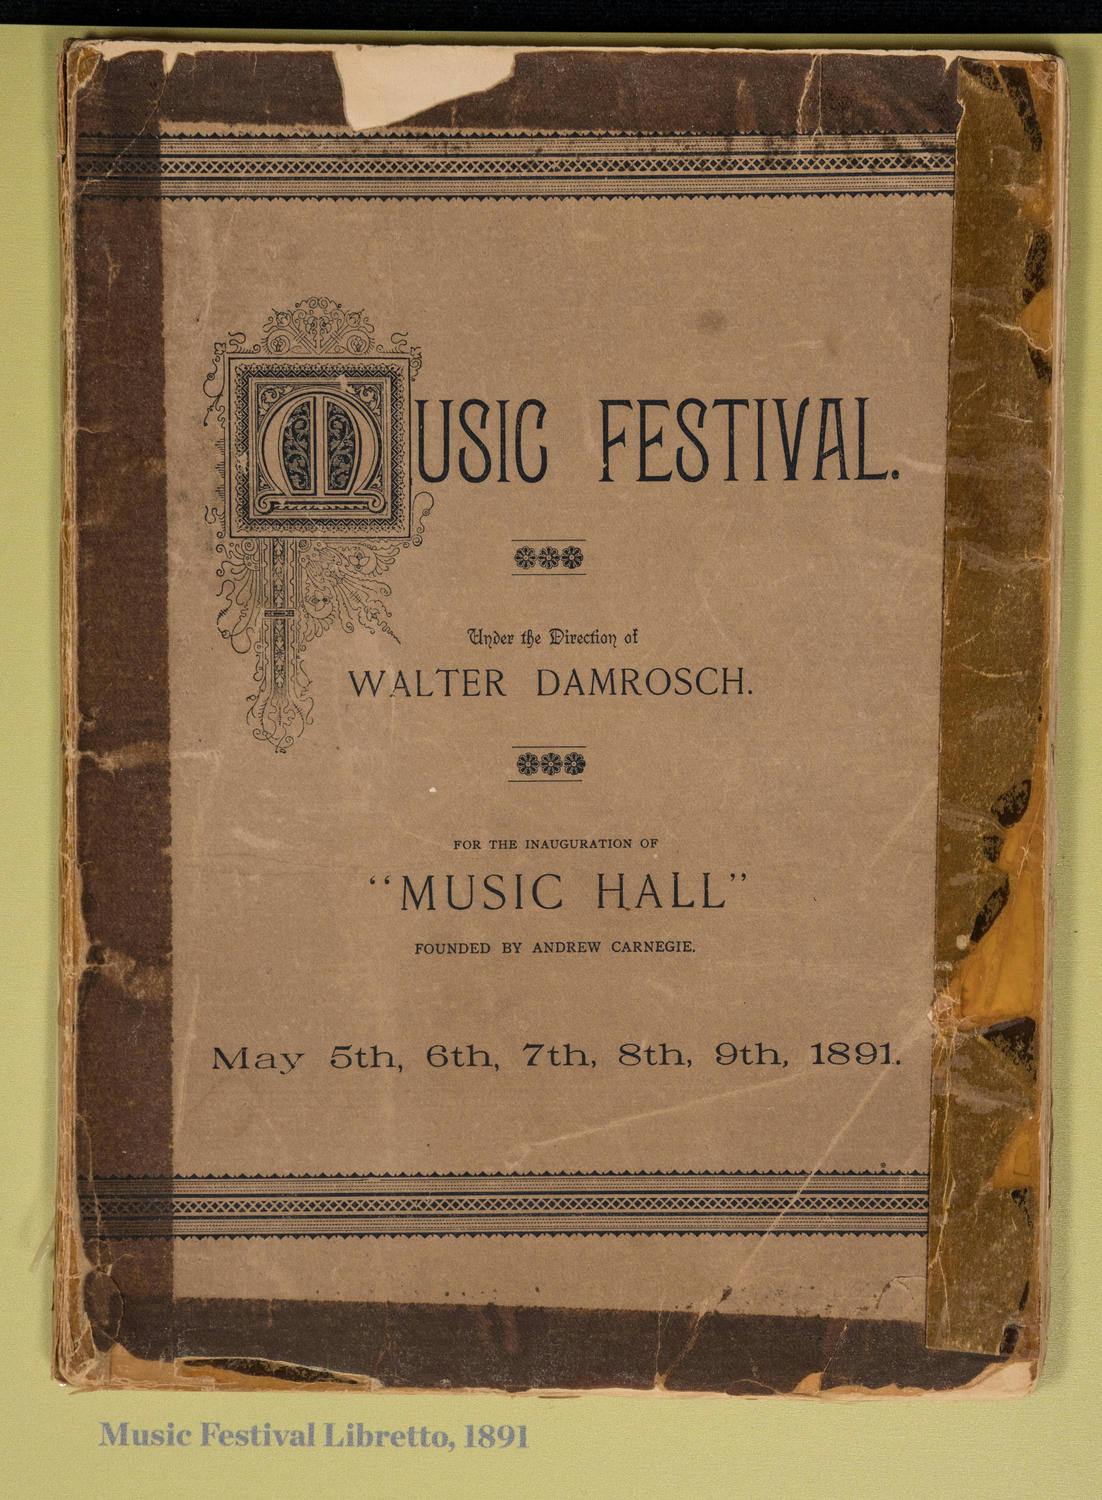 MUSIC FESTIVAL.
Under the Direction of
WALTER DAMROSCH.
FOR THE INAUGURATION OF
“MUSIC HALL”
FOUNDED BY ANDREW CARNEGIE.
May 5th, 6th, 7th, 8th, 9th, 1891.
Music Festival Libretto, 1891